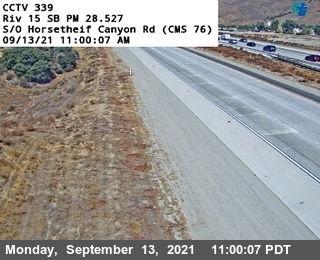 CCTV 339
Riv 15 SB PM 28.527
S/O Horsetheif Canyon Rd (CMS 76)
09/13/21 11:00:07 AM
Monday, September 13, 2021 11:00:07 PDT